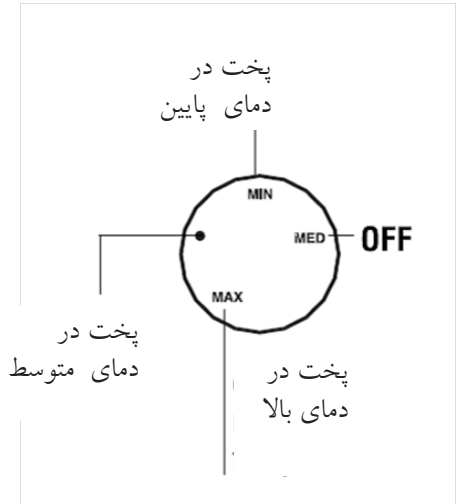 پخت در
دمای پایین
MIN
MED
OFF
MAX
پخت در
دمای متوسط
پخت در
دمای بالا